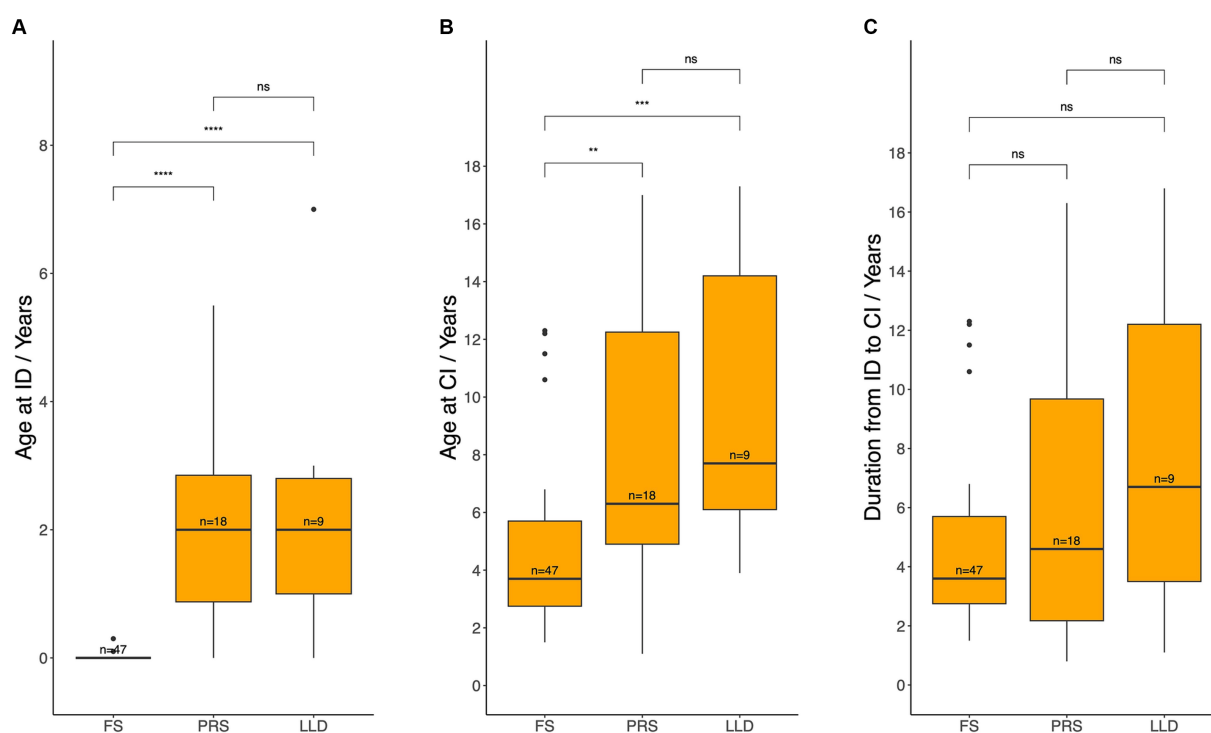 A
B
C
ns
****
****
n=47
n=18
n=9
8
6
4
2
0
Age at ID / Years
FS
PRS
LLD
ns
***
**
n=47
n=18
n=9
18
16
14
12
10
8
6
4
2
0
Age at CI / Years
FS
PRS
LLD
ns
ns
ns
n=47
n=18
n=9
18
16
14
12
10
8
6
4
2
0
Duration from ID to CI / Years
FS
PRS
LLD